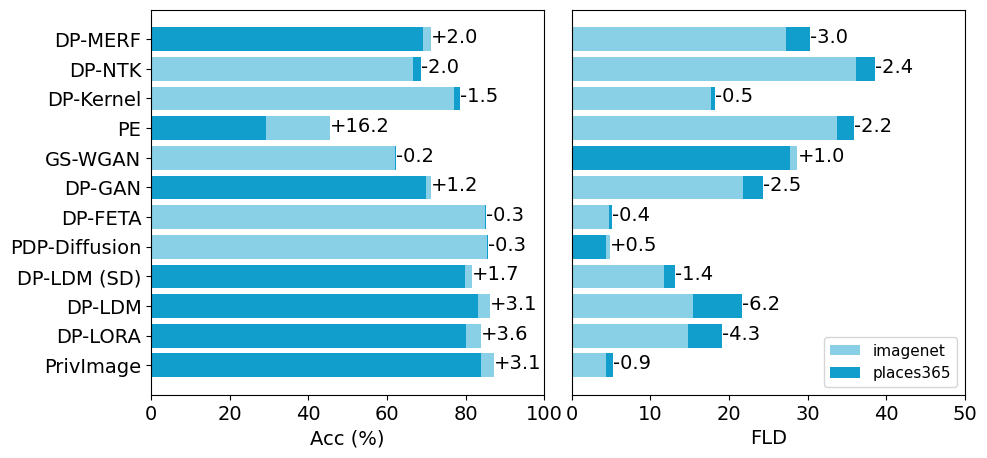 DP-MERF +2.0 -3.0
DP-NTK -2.0 -2.4
DP-Kernel -1.5 -0.5
PE +16.2 -2.2
GS-WGAN -0.2 +1.0
DP-GAN +1.2 -2.5
DP-FETA -0.3 -0.4
PDP-Diffusion -0.3 +0.5
DP-LDM (SD) +1.7 -1.4
DP-LDM +3.1 -6.2
DP-LORA +3.6 -4.3
PrivImage +3.1 -0.9
imagenet
places365
0 20 40 60 80 100 0 10 20 30 40 50
Acc (%) FLD